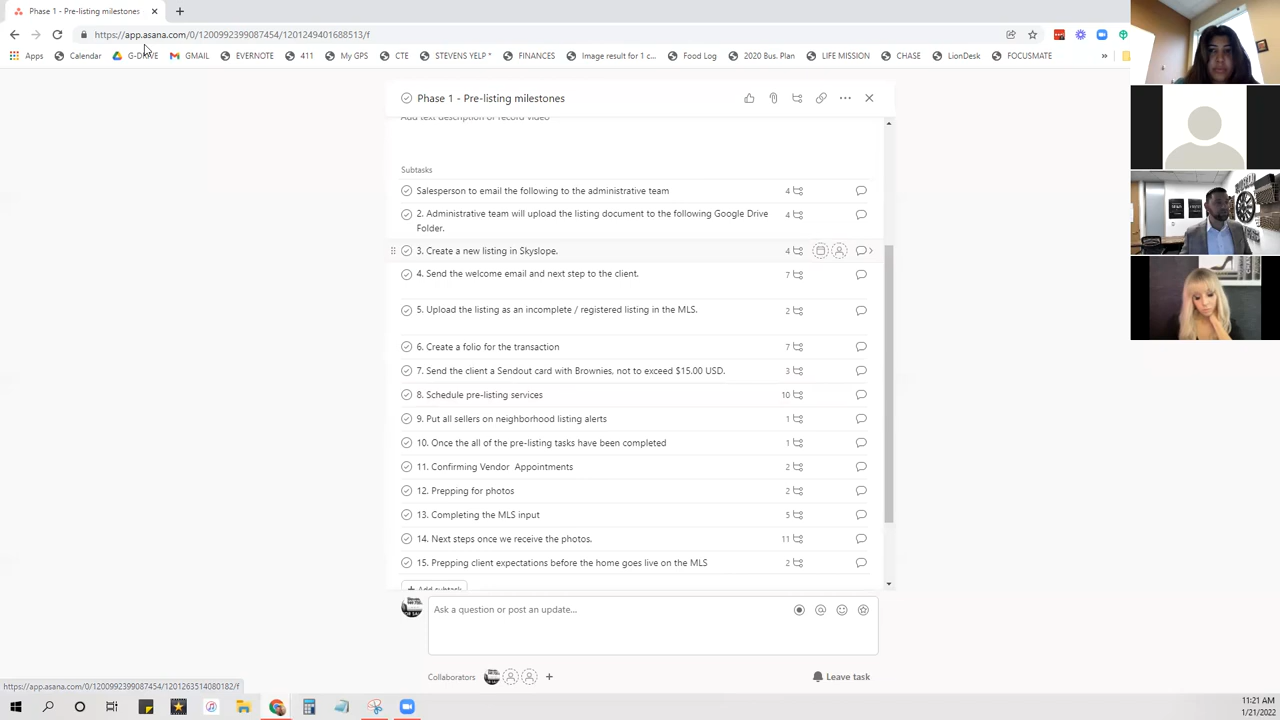 Phase 1 - Pre-listing milestones
https://app.asana.com/0/1200992399087454/1201249401688513/f
Apps Calendar G-DRIVE GMAIL EVERNOTE 411 My GPS CTE STEVENS YELP FINANCES Image result for 1 c... Food Log 2020 Bus. Plan LIFE MISSION CHASE LionDesk FOCUSMATE »
Phase 1 - Pre-listing milestones
Add text description or record video
Subtasks
Salesperson to email the following to the administrative team 4
2. Administrative team will upload the listing document to the following Google Drive 4
Folder.
3. Create a new listing in Skyslope. 4
4. Send the welcome email and next step to the client. 7
5. Upload the listing as an incomplete / registered listing in the MLS. 2
6. Create a folio for the transaction 7
7. Send the client a Sendout card with Brownies, not to exceed $15.00 USD. 3
8. Schedule pre-listing services 10
9. Put all sellers on neighborhood listing alerts 1
10. Once the all of the pre-listing tasks have been completed 1
11. Confirming Vendor Appointments 2
12. Prepping for photos 2
13. Completing the MLS input 5
14. Next steps once we receive the photos. 11
15. Prepping client expectations before the home goes live on the MLS 2
+ Add subtask
Ask a question or post an update...
Collaborators + Leave task
https://app.asana.com/0/1200992399087454/1201263514080182/f
11:21 AM
1/21/2022